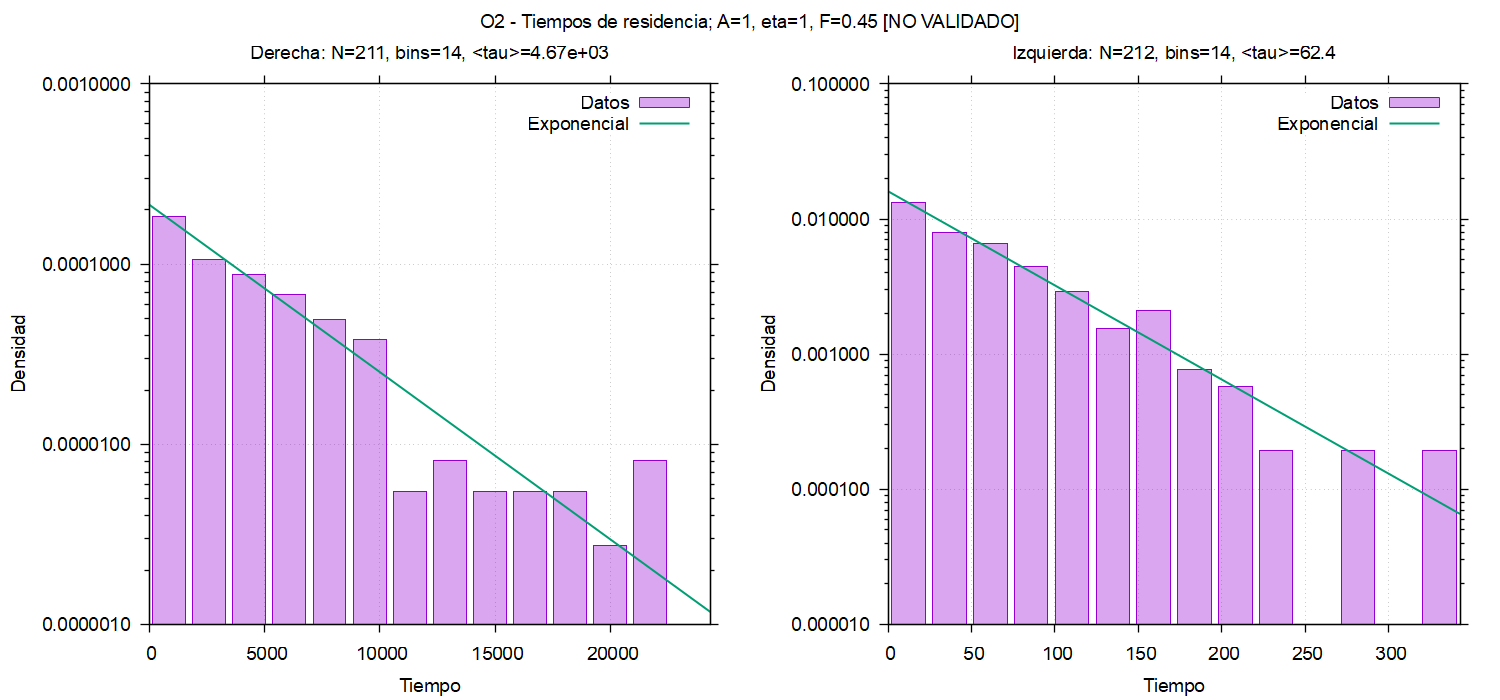 O2 - Tiempos de residencia; A=1, eta=1, F=0.45 [NO VALIDADO]
Derecha: N=211, bins=14, <tau>=4.67e+03
0.0010000
0.0001000
0.0000100
0.0000010
Densidad
Datos
Exponencial
0 5000 10000 15000 20000
Tiempo
Izquierda: N=212, bins=14, <tau>=62.4
0.100000
0.010000
0.001000
0.000100
0.000010
Densidad
Datos
Exponencial
0 50 100 150 200 250 300
Tiempo